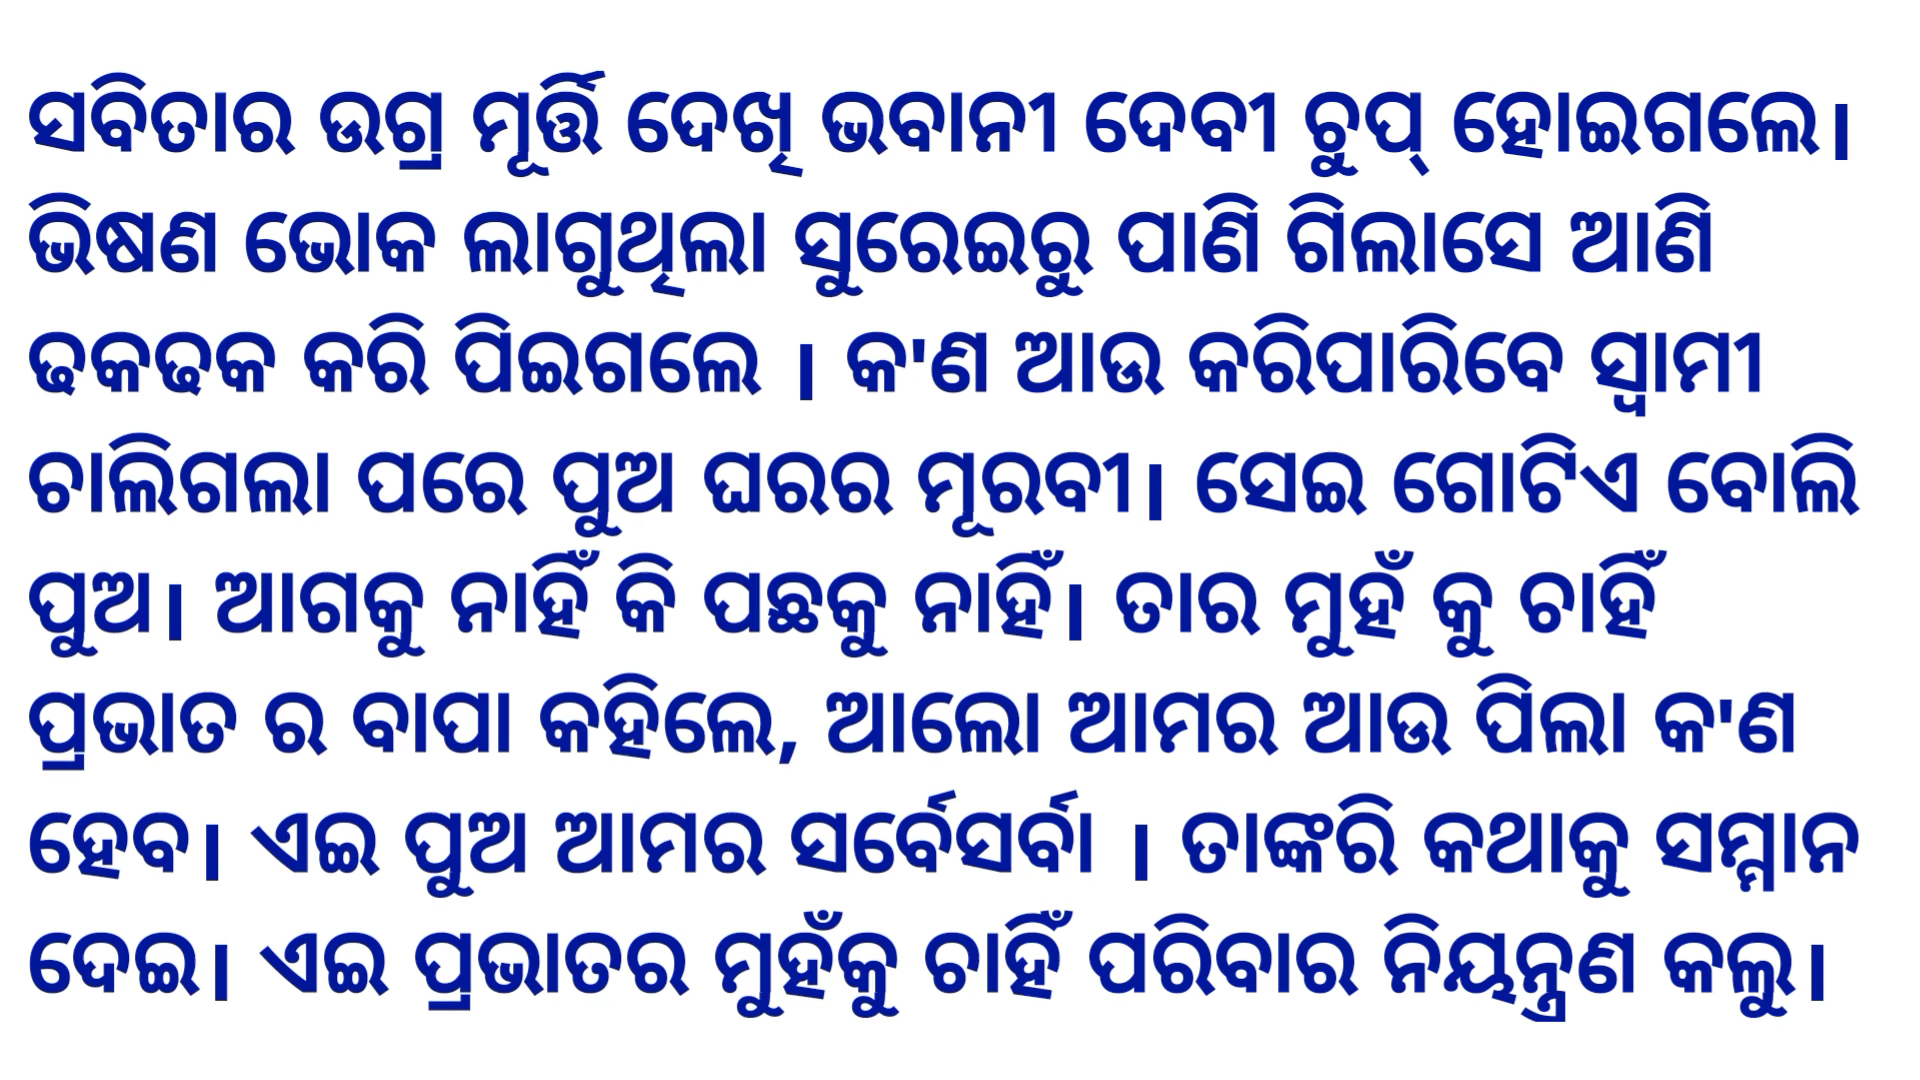 ସବିତାର ଉଗ୍ର ମୂର୍ତ୍ତି ଦେଖି ଭବାନୀ ଦେବୀ ଚୁପ୍ ହୋଇଗଲେ।
ଭିଷଣ ଭୋକ ଲାଗୁଥିଲା ସୁରେଇରୁ ପାଣି ଗିଲାସେ ଆଣି
ଢକଢକ କରି ପିଇଗଲେ । କ'ଣ ଆଉ କରିପାରିବେ ସ୍ୱାମୀ
ଚାଲିଗଲା ପରେ ପୁଅ ଘରର ମୂରବୀ। ସେଇ ଗୋଟିଏ ବୋଲି
ପୁଅ। ଆଗକୁ ନାହିଁ କି ପଛକୁ ନାହିଁ। ତାର ମୁହଁ କୁ ଚାହିଁ
ପ୍ରଭାତ ର ବାପା କହିଲେ, ଆଲୋ ଆମର ଆଉ ପିଲା କ'ଣ
ହେବ। ଏଇ ପୁଅ ଆମର ସର୍ବେସର୍ବା । ତାଙ୍କରି କଥାକୁ ସମ୍ମାନ
ଦେଇ। ଏଇ ପ୍ରଭାତର ମୁହଁକୁ ଚାହିଁ ପରିବାର ନିୟନ୍ତ୍ରଣ କଲୁ।